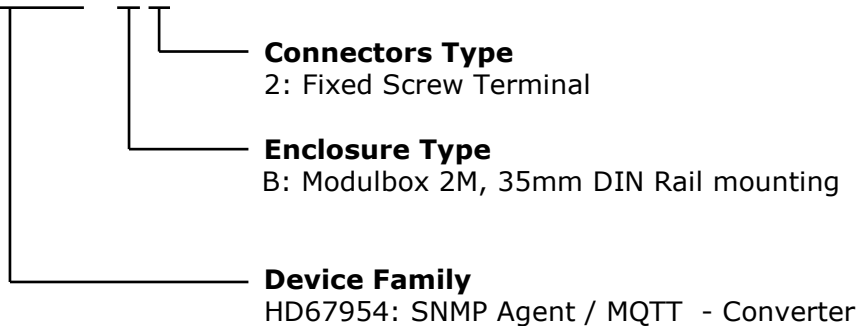 Connectors Type
2: Fixed Screw Terminal
Enclosure Type
B: Modulbox 2M, 35mm DIN Rail mounting
Device Family
HD67954: SNMP Agent / MQTT - Converter